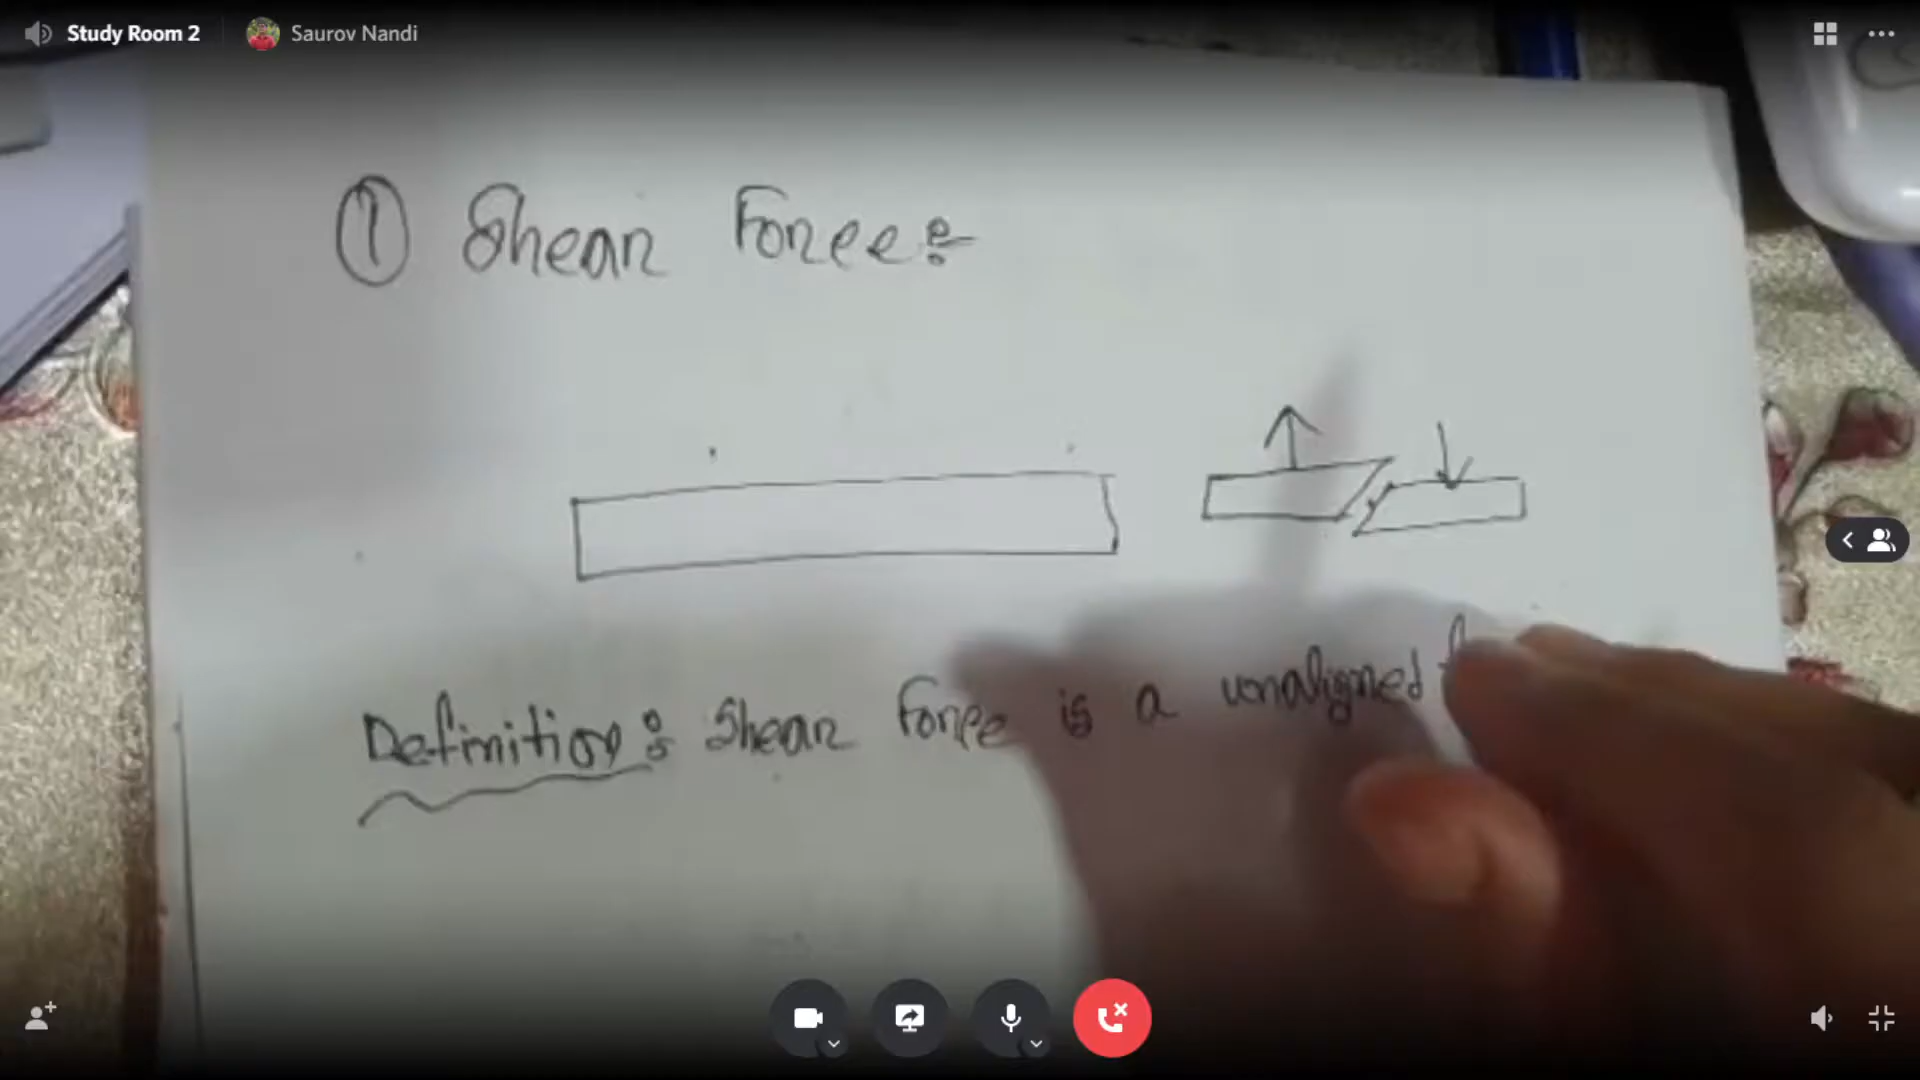 Study Room 2 Saurov Nandi
① Shear Force:-
Definition: Shear Force is a unaligned